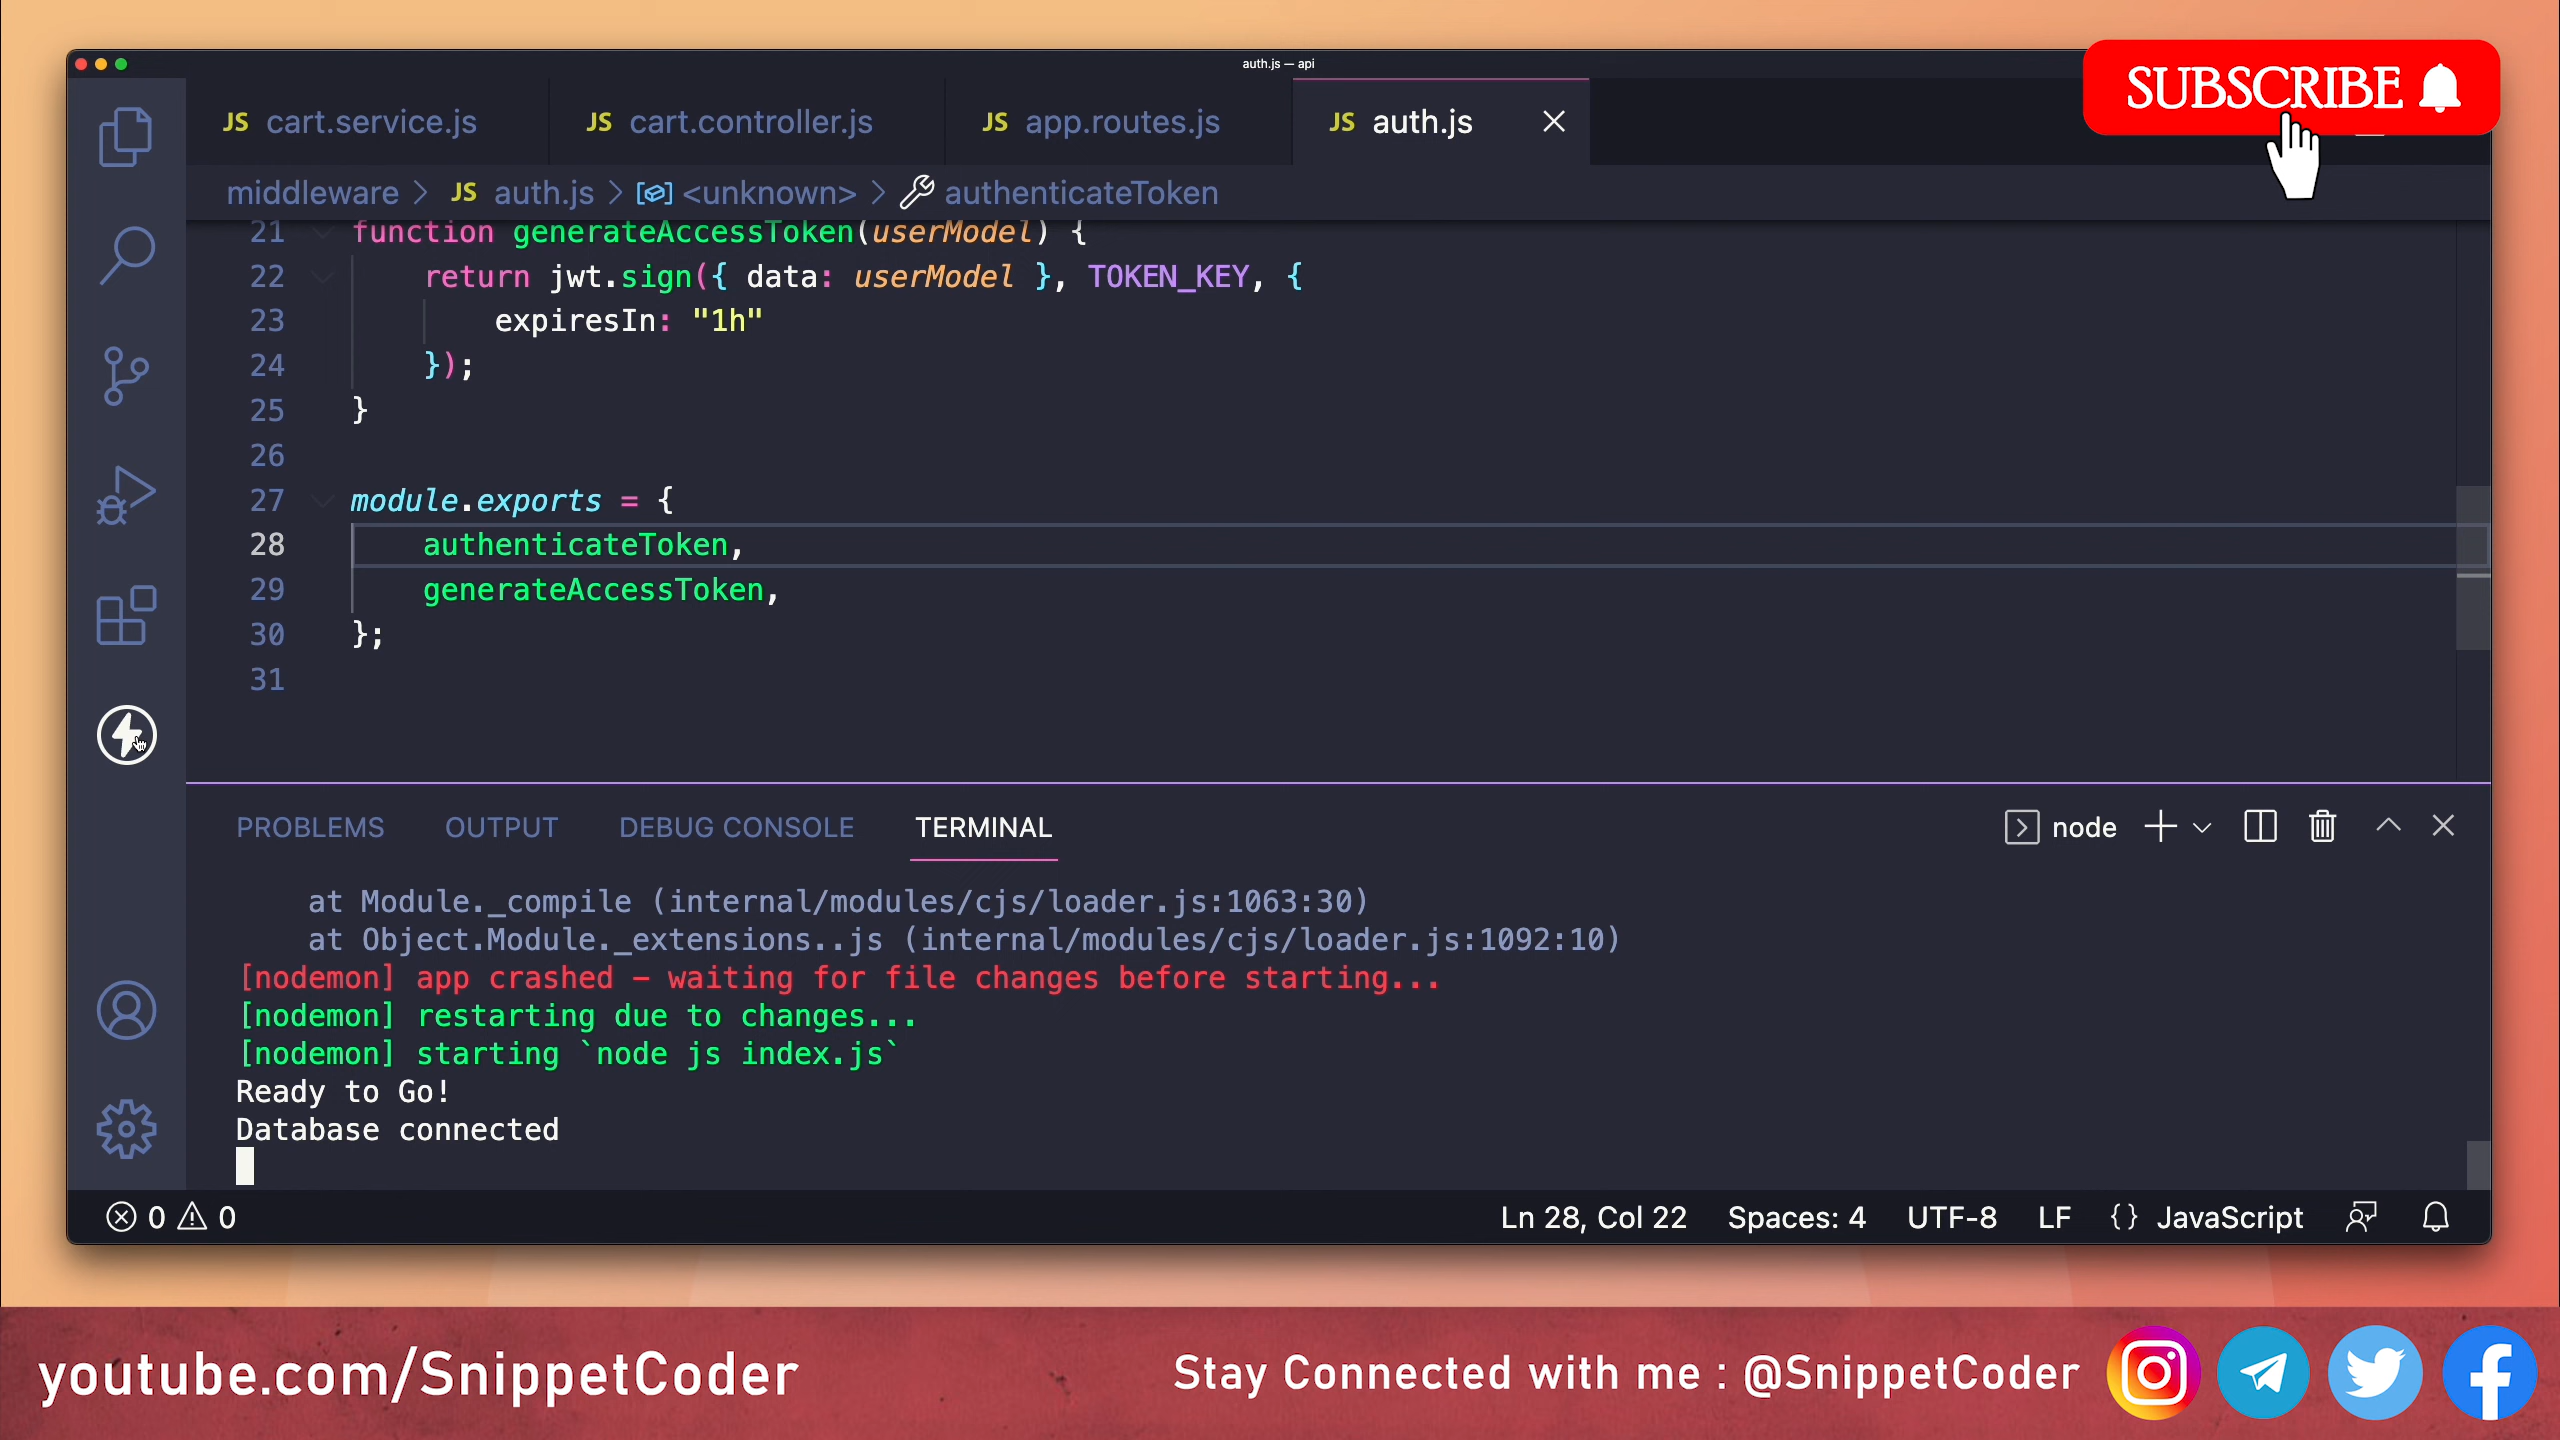 auth.js — api
SUBSCRIBE
JS cart.service.js
JS cart.controller.js
JS app.routes.js
JS auth.js
middleware > JS auth.js > <unknown> > authenticateToken
21 function generateAccessToken(userModel) {
22 return jwt.sign({ data: userModel }, TOKEN_KEY, {
23 expiresIn: "1h"
24 });
25 }
26
27 module.exports = {
28 authenticateToken,
29 generateAccessToken,
30 };
31
PROBLEMS OUTPUT DEBUG CONSOLE TERMINAL
node
at Module._compile (internal/modules/cjs/loader.js:1063:30)
at Object.Module._extensions..js (internal/modules/cjs/loader.js:1092:10)
[nodemon] app crashed – waiting for file changes before starting...
[nodemon] restarting due to changes...
[nodemon] starting `node js index.js`
Ready to Go!
Database connected
0 0
Ln 28, Col 22 Spaces: 4 UTF-8 LF {} JavaScript
youtube.com/SnippetCoder
Stay Connected with me : @SnippetCoder